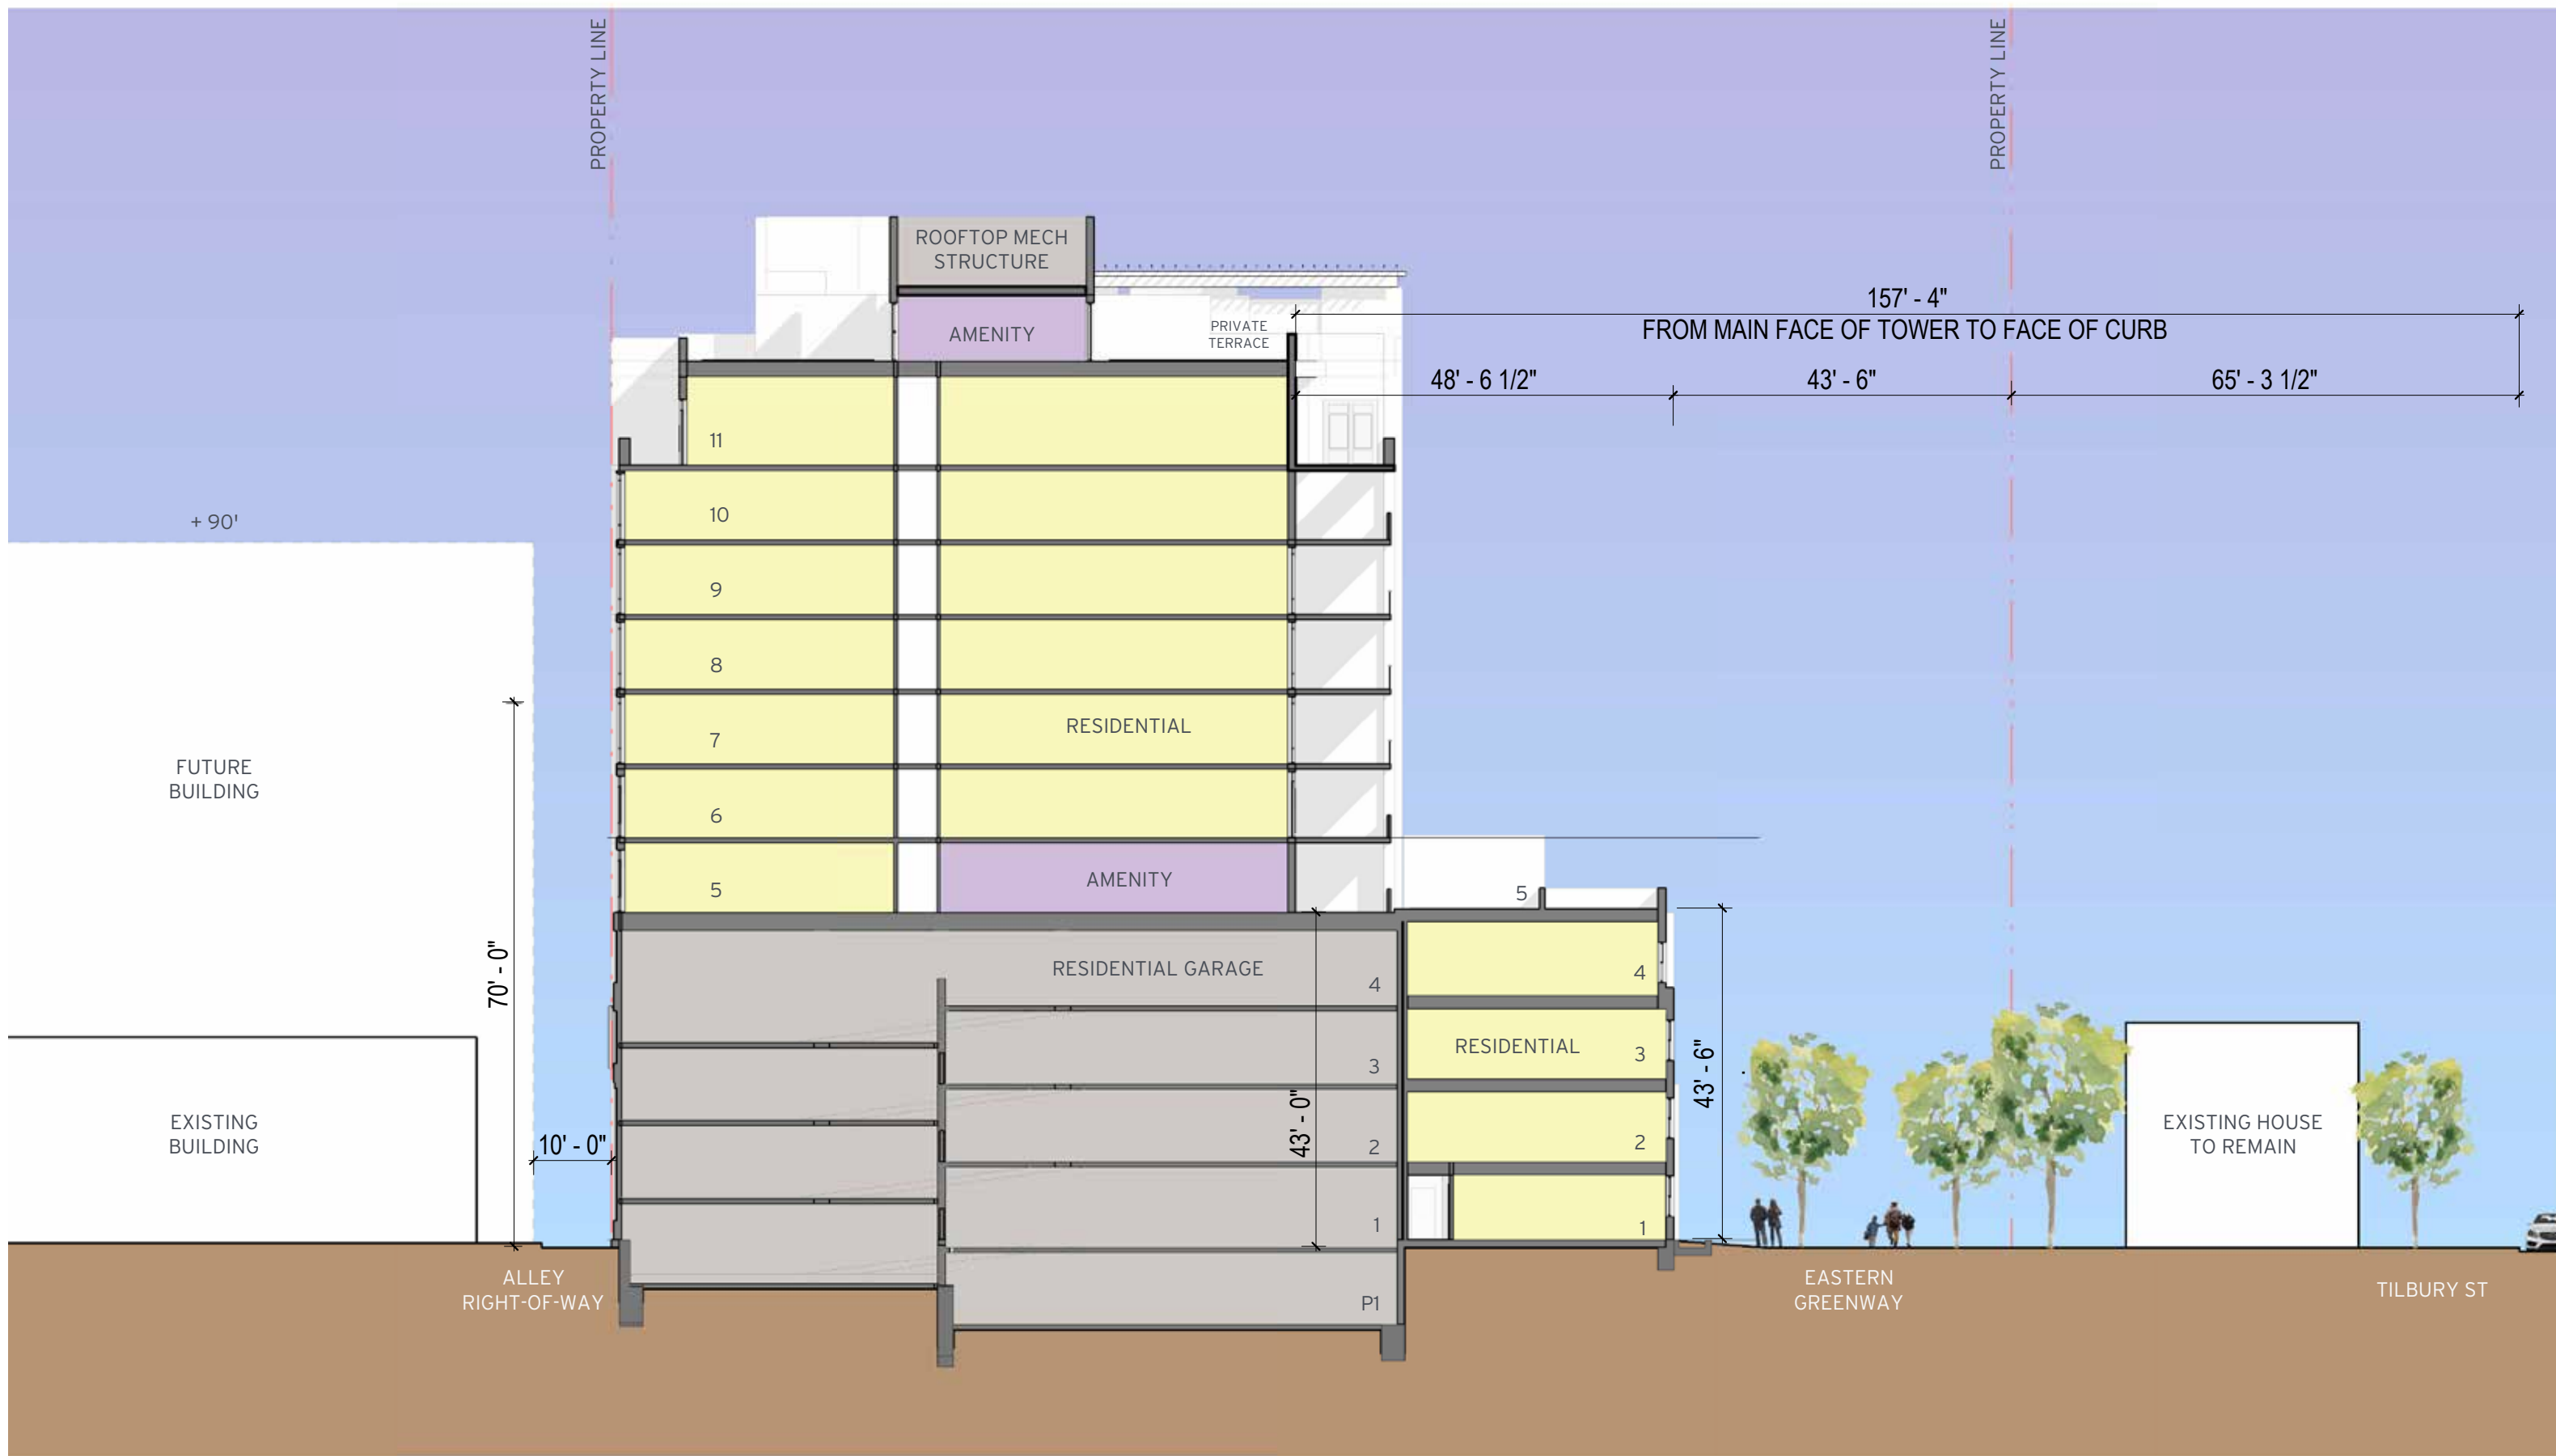 PROPERTY LINE
PROPERTY LINE
ROOFTOP MECH
STRUCTURE
AMENITY
PRIVATE
TERRACE
157' - 4"
FROM MAIN FACE OF TOWER TO FACE OF CURB
48' - 6 1/2"
43' - 6"
65' - 3 1/2"
11
10
+ 90'
9
8
7
RESIDENTIAL
FUTURE
BUILDING
6
5
AMENITY
5
70' - 0"
RESIDENTIAL GARAGE
4
4
3
RESIDENTIAL
3
43' - 6"
43' - 0"
EXISTING
BUILDING
10' - 0"
2
2
EXISTING HOUSE
TO REMAIN
1
1
ALLEY
RIGHT-OF-WAY
P1
EASTERN
GREENWAY
TILBURY ST